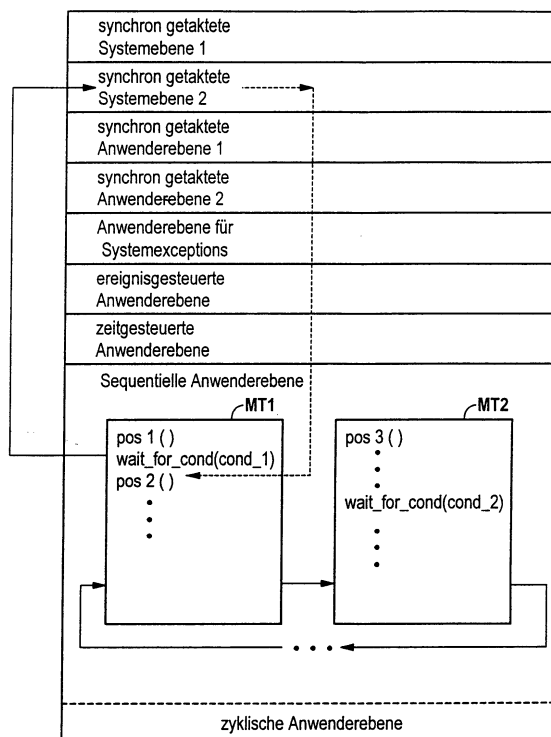 synchron getaktete
Systemebene 1
synchron getaktete
Systemebene 2
synchron getaktete
Anwenderebene 1
synchron getaktete
Anwenderebene 2
Anwenderebene für
Systemexceptions
ereignisgesteuerte
Anwenderebene
zeitgesteuerte
Anwenderebene
Sequentielle Anwenderebene
MT1
pos 1 ( )
wait_for_cond(cond_1)
pos 2 ( )
MT2
pos 3 ( )
wait_for_cond(cond_2)
zyklische Anwenderebene